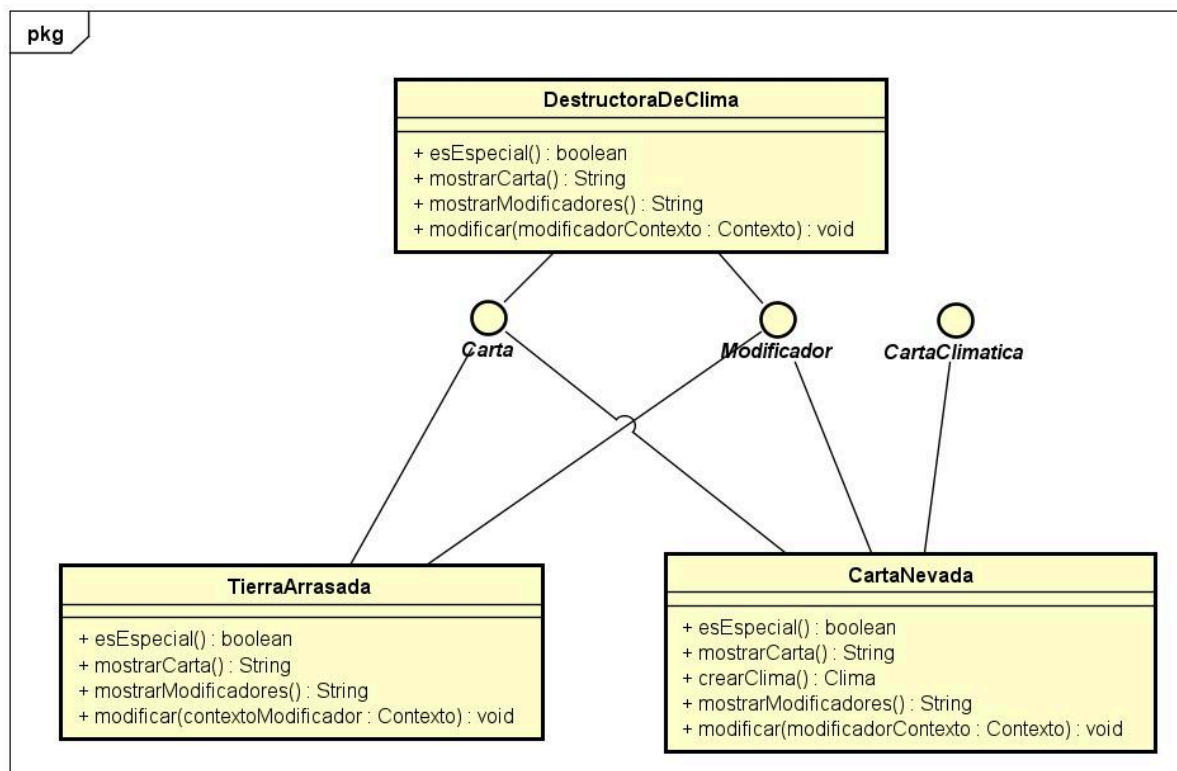 pkg
DestructoraDeClima
+ esEspecial() : boolean
+ mostrarCarta() : String
+ mostrarModificadores() : String
+ modificar(modificadorContexto : Contexto) : void
Carta
Modificador
CartaClimatica
TierraArrasada
+ esEspecial() : boolean
+ mostrarCarta() : String
+ mostrarModificadores() : String
+ modificar(contextoModificador : Contexto) : void
CartaNevada
+ esEspecial() : boolean
+ mostrarCarta() : String
+ crearClima() : Clima
+ mostrarModificadores() : String
+ modificar(modificadorContexto : Contexto) : void